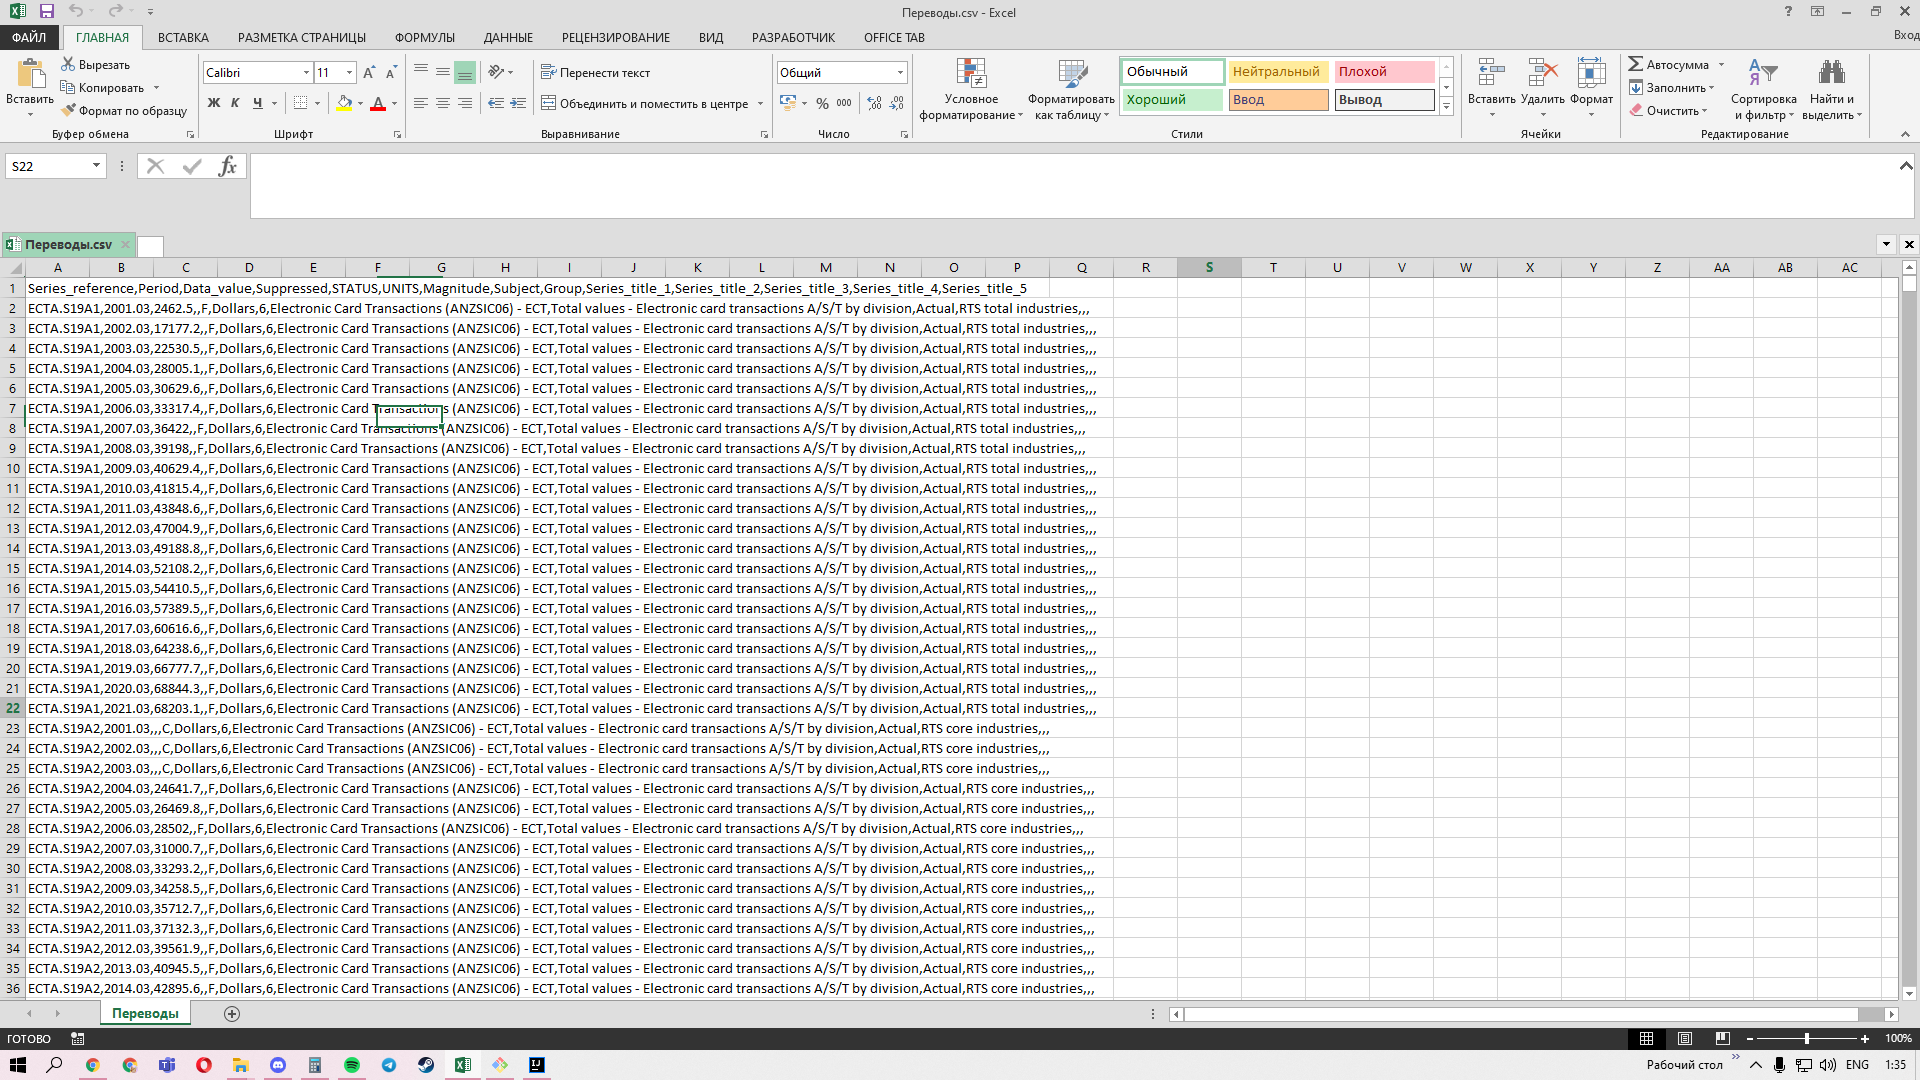 Переводы.csv - Excel
ФАЙЛ ГЛАВНАЯ ВСТАВКА РАЗМЕТКА СТРАНИЦЫ ФОРМУЛЫ ДАННЫЕ РЕЦЕНЗИРОВАНИЕ ВИД РАЗРАБОТЧИК OFFICE TAB Вход
Вставить
Вырезать
Копировать
Формат по образцу
Буфер обмена
Calibri 11
Ж К Ч
Шрифт
Перенести текст
Объединить и поместить в центре
Выравнивание
Общий
% 000
Число
Условное форматирование
Форматировать как таблицу
Обычный Нейтральный Плохой
Хороший Ввод Вывод
Стили
Вставить Удалить Формат
Ячейки
Автосумма
Заполнить
Очистить
Сортировка и фильтр
Найти и выделить
Редактирование
S22
fx
Переводы.csv
A B C D E F G H I J K L M N O P Q R S T U V W X Y Z AA AB AC
1 Series_reference,Period,Data_value,Suppressed,STATUS,UNITS,Magnitude,Subject,Group,Series_title_1,Series_title_2,Series_title_3,Series_title_4,Series_title_5
2 ECTA.S19A1,2001.03,2462.5,,F,Dollars,6,Electronic Card Transactions (ANZSIC06) - ECT,Total values - Electronic card transactions A/S/T by division,Actual,RTS total industries,,,
3 ECTA.S19A1,2002.03,17177.2,,F,Dollars,6,Electronic Card Transactions (ANZSIC06) - ECT,Total values - Electronic card transactions A/S/T by division,Actual,RTS total industries,,,
4 ECTA.S19A1,2003.03,22530.5,,F,Dollars,6,Electronic Card Transactions (ANZSIC06) - ECT,Total values - Electronic card transactions A/S/T by division,Actual,RTS total industries,,,
5 ECTA.S19A1,2004.03,28005.1,,F,Dollars,6,Electronic Card Transactions (ANZSIC06) - ECT,Total values - Electronic card transactions A/S/T by division,Actual,RTS total industries,,,
6 ECTA.S19A1,2005.03,30629.6,,F,Dollars,6,Electronic Card Transactions (ANZSIC06) - ECT,Total values - Electronic card transactions A/S/T by division,Actual,RTS total industries,,,
7 ECTA.S19A1,2006.03,33317.4,,F,Dollars,6,Electronic Card Transactions (ANZSIC06) - ECT,Total values - Electronic card transactions A/S/T by division,Actual,RTS total industries,,,
8 ECTA.S19A1,2007.03,36422,,F,Dollars,6,Electronic Card Transactions (ANZSIC06) - ECT,Total values - Electronic card transactions A/S/T by division,Actual,RTS total industries,,,
9 ECTA.S19A1,2008.03,39198,,F,Dollars,6,Electronic Card Transactions (ANZSIC06) - ECT,Total values - Electronic card transactions A/S/T by division,Actual,RTS total industries,,,
10 ECTA.S19A1,2009.03,40629.4,,F,Dollars,6,Electronic Card Transactions (ANZSIC06) - ECT,Total values - Electronic card transactions A/S/T by division,Actual,RTS total industries,,,
11 ECTA.S19A1,2010.03,41815.4,,F,Dollars,6,Electronic Card Transactions (ANZSIC06) - ECT,Total values - Electronic card transactions A/S/T by division,Actual,RTS total industries,,,
12 ECTA.S19A1,2011.03,43848.6,,F,Dollars,6,Electronic Card Transactions (ANZSIC06) - ECT,Total values - Electronic card transactions A/S/T by division,Actual,RTS total industries,,,
13 ECTA.S19A1,2012.03,47004.9,,F,Dollars,6,Electronic Card Transactions (ANZSIC06) - ECT,Total values - Electronic card transactions A/S/T by division,Actual,RTS total industries,,,
14 ECTA.S19A1,2013.03,49188.8,,F,Dollars,6,Electronic Card Transactions (ANZSIC06) - ECT,Total values - Electronic card transactions A/S/T by division,Actual,RTS total industries,,,
15 ECTA.S19A1,2014.03,52108.2,,F,Dollars,6,Electronic Card Transactions (ANZSIC06) - ECT,Total values - Electronic card transactions A/S/T by division,Actual,RTS total industries,,,
16 ECTA.S19A1,2015.03,54410.5,,F,Dollars,6,Electronic Card Transactions (ANZSIC06) - ECT,Total values - Electronic card transactions A/S/T by division,Actual,RTS total industries,,,
17 ECTA.S19A1,2016.03,57389.5,,F,Dollars,6,Electronic Card Transactions (ANZSIC06) - ECT,Total values - Electronic card transactions A/S/T by division,Actual,RTS total industries,,,
18 ECTA.S19A1,2017.03,60616.6,,F,Dollars,6,Electronic Card Transactions (ANZSIC06) - ECT,Total values - Electronic card transactions A/S/T by division,Actual,RTS total industries,,,
19 ECTA.S19A1,2018.03,64238.6,,F,Dollars,6,Electronic Card Transactions (ANZSIC06) - ECT,Total values - Electronic card transactions A/S/T by division,Actual,RTS total industries,,,
20 ECTA.S19A1,2019.03,66777.7,,F,Dollars,6,Electronic Card Transactions (ANZSIC06) - ECT,Total values - Electronic card transactions A/S/T by division,Actual,RTS total industries,,,
21 ECTA.S19A1,2020.03,68844.3,,F,Dollars,6,Electronic Card Transactions (ANZSIC06) - ECT,Total values - Electronic card transactions A/S/T by division,Actual,RTS total industries,,,
22 ECTA.S19A1,2021.03,68203.1,,F,Dollars,6,Electronic Card Transactions (ANZSIC06) - ECT,Total values - Electronic card transactions A/S/T by division,Actual,RTS total industries,,,
23 ECTA.S19A2,2001.03,,,C,Dollars,6,Electronic Card Transactions (ANZSIC06) - ECT,Total values - Electronic card transactions A/S/T by division,Actual,RTS core industries,,,
24 ECTA.S19A2,2002.03,,,C,Dollars,6,Electronic Card Transactions (ANZSIC06) - ECT,Total values - Electronic card transactions A/S/T by division,Actual,RTS core industries,,,
25 ECTA.S19A2,2003.03,,,C,Dollars,6,Electronic Card Transactions (ANZSIC06) - ECT,Total values - Electronic card transactions A/S/T by division,Actual,RTS core industries,,,
26 ECTA.S19A2,2004.03,24641.7,,F,Dollars,6,Electronic Card Transactions (ANZSIC06) - ECT,Total values - Electronic card transactions A/S/T by division,Actual,RTS core industries,,,
27 ECTA.S19A2,2005.03,26469.8,,F,Dollars,6,Electronic Card Transactions (ANZSIC06) - ECT,Total values - Electronic card transactions A/S/T by division,Actual,RTS core industries,,,
28 ECTA.S19A2,2006.03,28502,,F,Dollars,6,Electronic Card Transactions (ANZSIC06) - ECT,Total values - Electronic card transactions A/S/T by division,Actual,RTS core industries,,,
29 ECTA.S19A2,2007.03,31000.7,,F,Dollars,6,Electronic Card Transactions (ANZSIC06) - ECT,Total values - Electronic card transactions A/S/T by division,Actual,RTS core industries,,,
30 ECTA.S19A2,2008.03,33293.2,,F,Dollars,6,Electronic Card Transactions (ANZSIC06) - ECT,Total values - Electronic card transactions A/S/T by division,Actual,RTS core industries,,,
31 ECTA.S19A2,2009.03,34258.5,,F,Dollars,6,Electronic Card Transactions (ANZSIC06) - ECT,Total values - Electronic card transactions A/S/T by division,Actual,RTS core industries,,,
32 ECTA.S19A2,2010.03,35712.7,,F,Dollars,6,Electronic Card Transactions (ANZSIC06) - ECT,Total values - Electronic card transactions A/S/T by division,Actual,RTS core industries,,,
33 ECTA.S19A2,2011.03,37132.3,,F,Dollars,6,Electronic Card Transactions (ANZSIC06) - ECT,Total values - Electronic card transactions A/S/T by division,Actual,RTS core industries,,,
34 ECTA.S19A2,2012.03,39561.9,,F,Dollars,6,Electronic Card Transactions (ANZSIC06) - ECT,Total values - Electronic card transactions A/S/T by division,Actual,RTS core industries,,,
35 ECTA.S19A2,2013.03,40945.5,,F,Dollars,6,Electronic Card Transactions (ANZSIC06) - ECT,Total values - Electronic card transactions A/S/T by division,Actual,RTS core industries,,,
36 ECTA.S19A2,2014.03,42895.6,,F,Dollars,6,Electronic Card Transactions (ANZSIC06) - ECT,Total values - Electronic card transactions A/S/T by division,Actual,RTS core industries,,,
Переводы
ГОТОВО 100%
Рабочий стол ENG 1:35